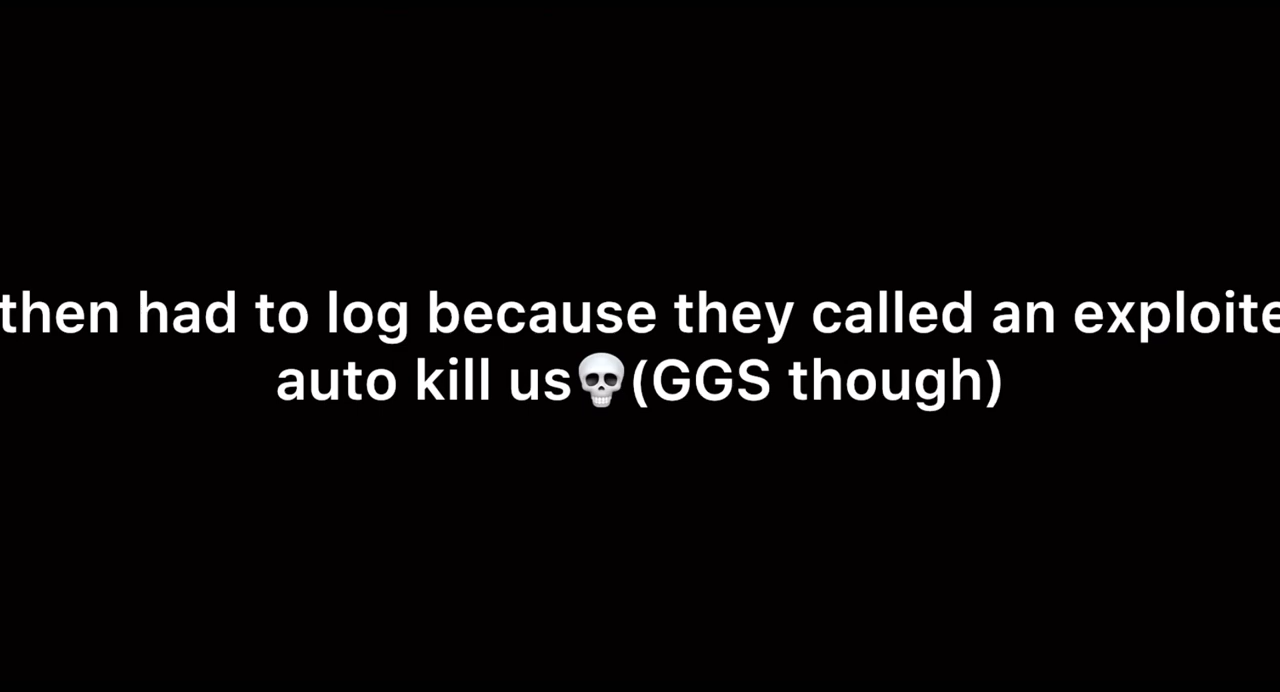 then had to log because they called an exploite
auto kill us💀(GGS though)